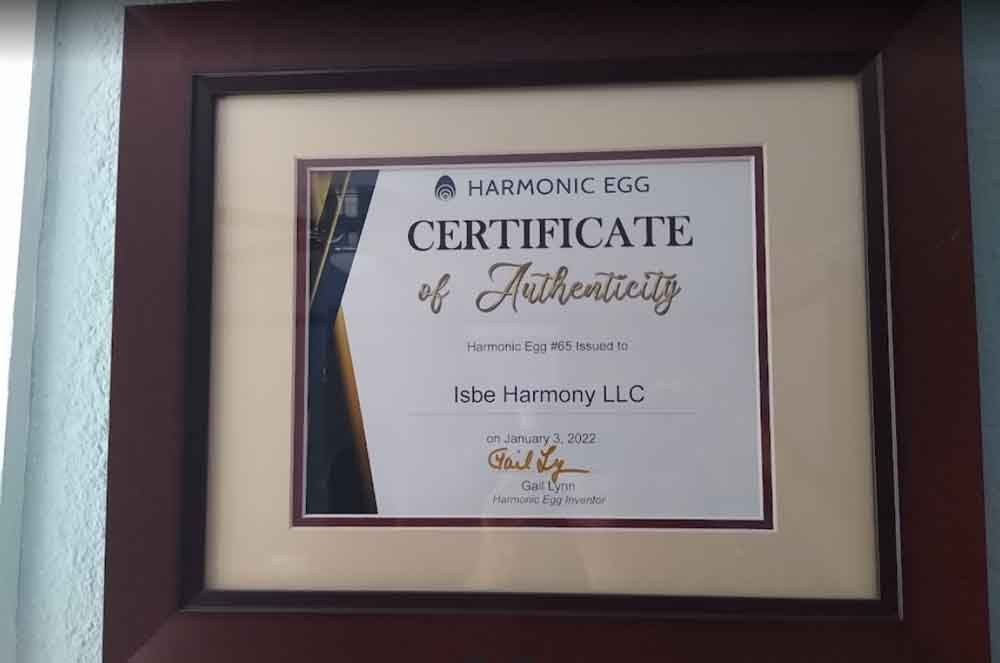 HARMONIC EGG
CERTIFICATE
of Authenticity
Harmonic Egg #65 Issued to
Isbe Harmony LLC
on January 3, 2022
Gail Ly
Gail Lynn
Harmonic Egg Inventor